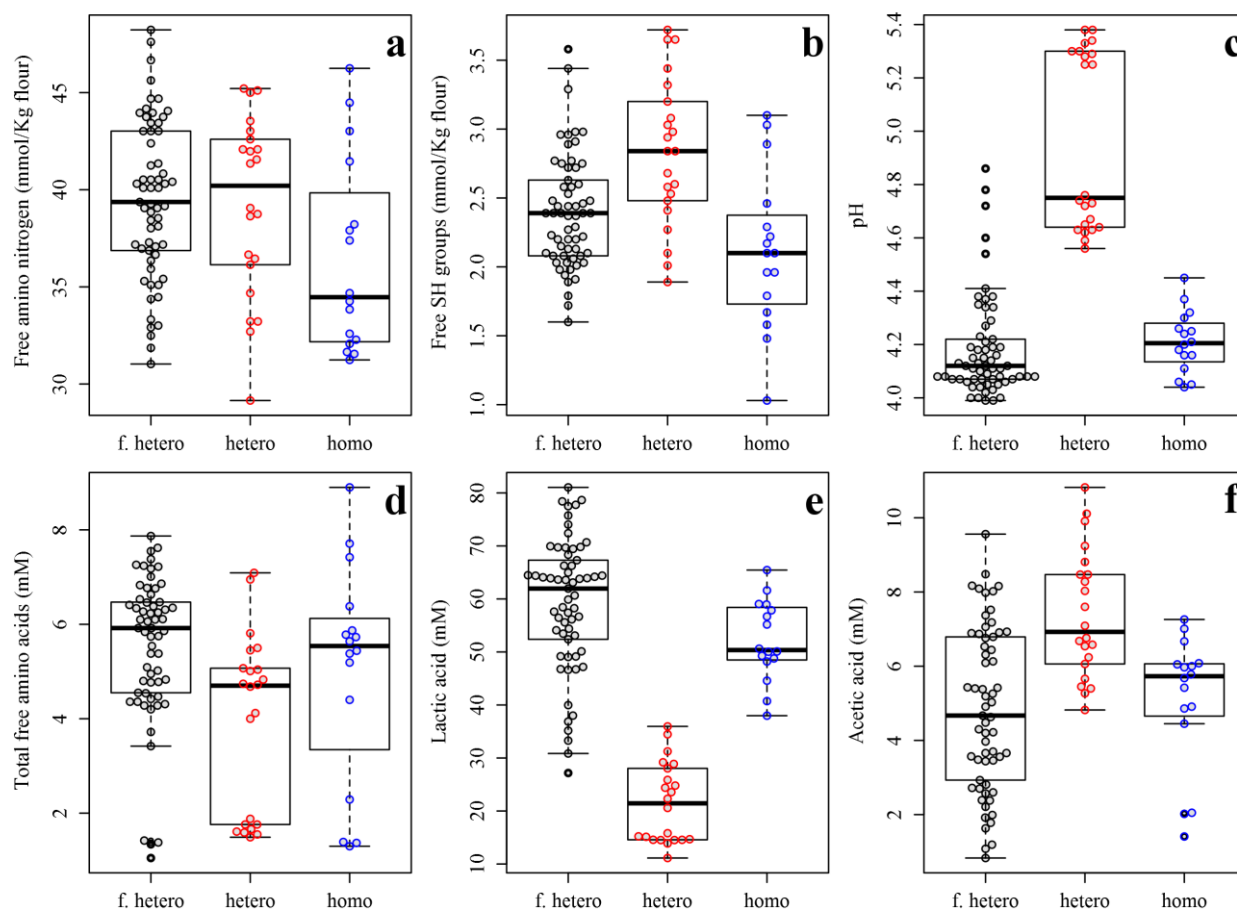 a
Free amino nitrogen (mmol/Kg flour)
45
40
35
30
f. hetero hetero homo
b
Free SH groups (mmol/Kg flour)
3.5
3.0
2.5
2.0
1.5
1.0
f. hetero hetero homo
c
pH
5.4
5.2
5.0
4.8
4.6
4.4
4.2
4.0
f. hetero hetero homo
d
Total free amino acids (mM)
8
6
4
2
f. hetero hetero homo
e
Lactic acid (mM)
80
70
60
50
40
30
20
10
f. hetero hetero homo
f
Acetic acid (mM)
10
8
6
4
2
f. hetero hetero homo